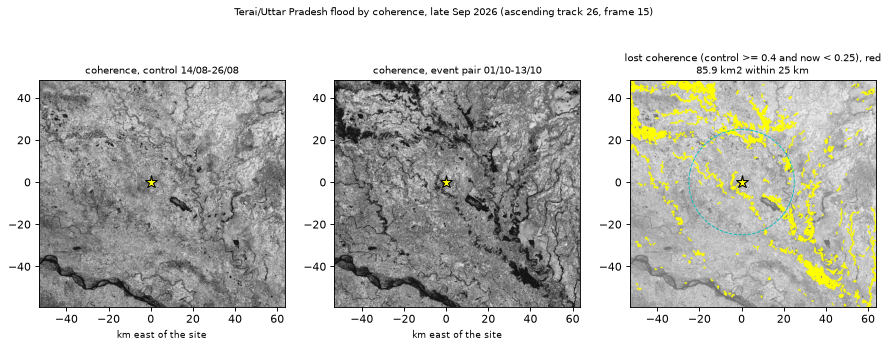 Terai/Uttar Pradesh flood by coherence, late Sep 2026 (ascending track 26, frame 15)
coherence, control 14/08-26/08
coherence, event pair 01/10-13/10
lost coherence (control >= 0.4 and now < 0.25), red
85.9 km2 within 25 km
40
20
0
−20
−40
−40 −20 0 20 40 60
km east of the site
40
20
0
−20
−40
−40 −20 0 20 40 60
km east of the site
40
20
0
−20
−40
−40 −20 0 20 40 60